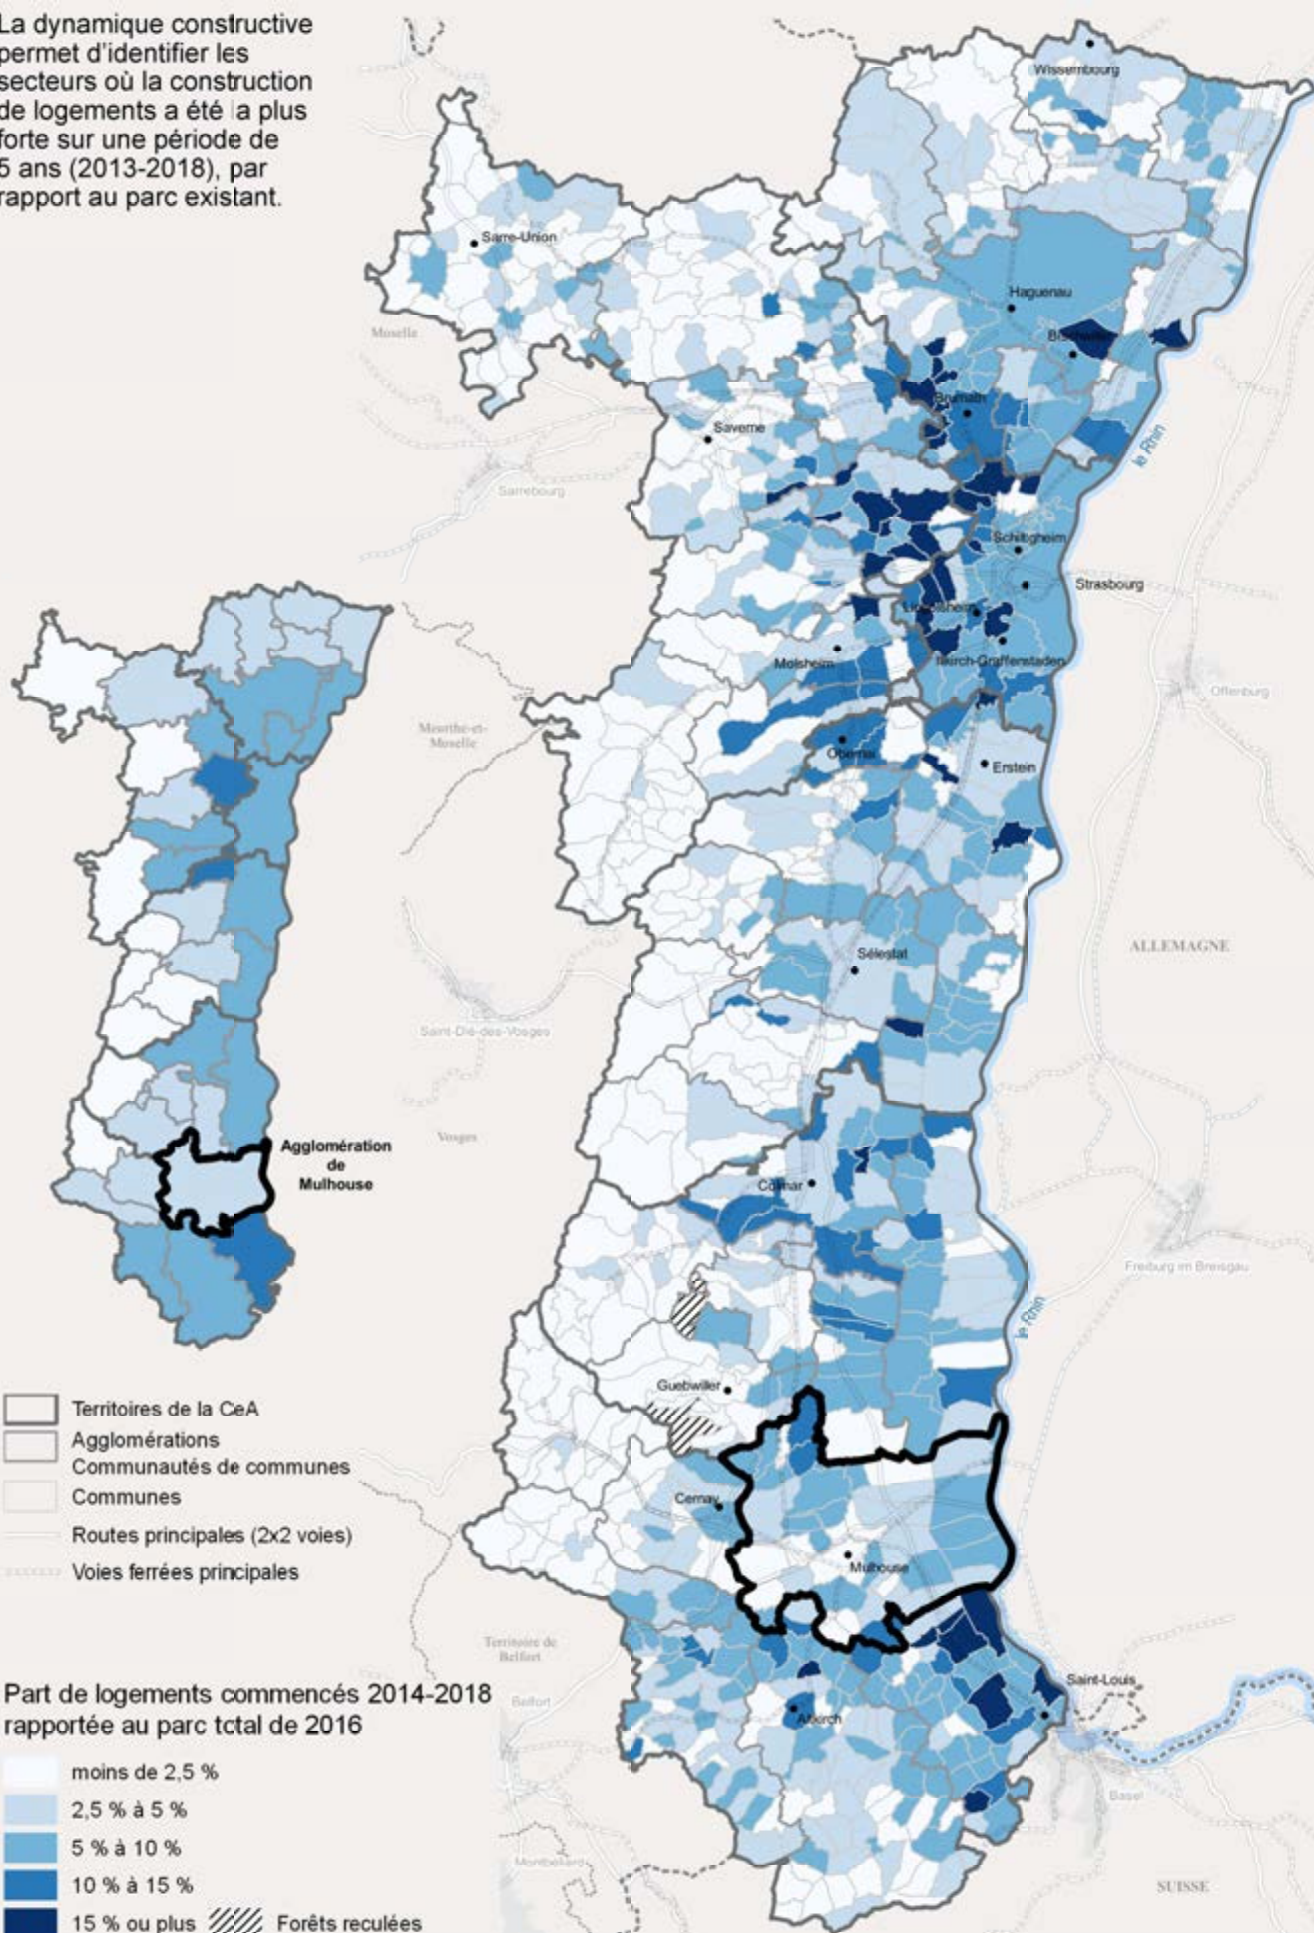 La dynamique constructive
permet d'identifier les
secteurs où la construction
de logements a été la plus
forte sur une période de
5 ans (2013-2018), par
rapport au parc existant.
Wissembourg
Sarre-Union
Haguenau
Moselle
Bischwiller
Brumath
Saverne
le Rhin
Sarrebourg
Schiltigheim
Strasbourg
Lingolsheim
Molsheim
Illkirch-Graffenstaden
Offenburg
Meurthe-et-
Moselle
Obernai
Erstein
ALLEMAGNE
Sélestat
Saint-Dié-des-Vosges
Vosges
Agglomération
de
Mulhouse
Colmar
Freiburg im Breisgau
le Rhin
Guebwiller
Territoires de la CeA
Agglomérations
Communautés de communes
Communes
Routes principales (2x2 voies)
Voies ferrées principales
Cernay
Mulhouse
Territoire de
Belfort
Saint-Louis
Belfort
Altkirch
Basel
Montbéliard
SUISSE
Part de logements commencés 2014-2018
rapportée au parc total de 2016
moins de 2,5 %
2,5 % à 5 %
5 % à 10 %
10 % à 15 %
15 % ou plus
Forêts reculées